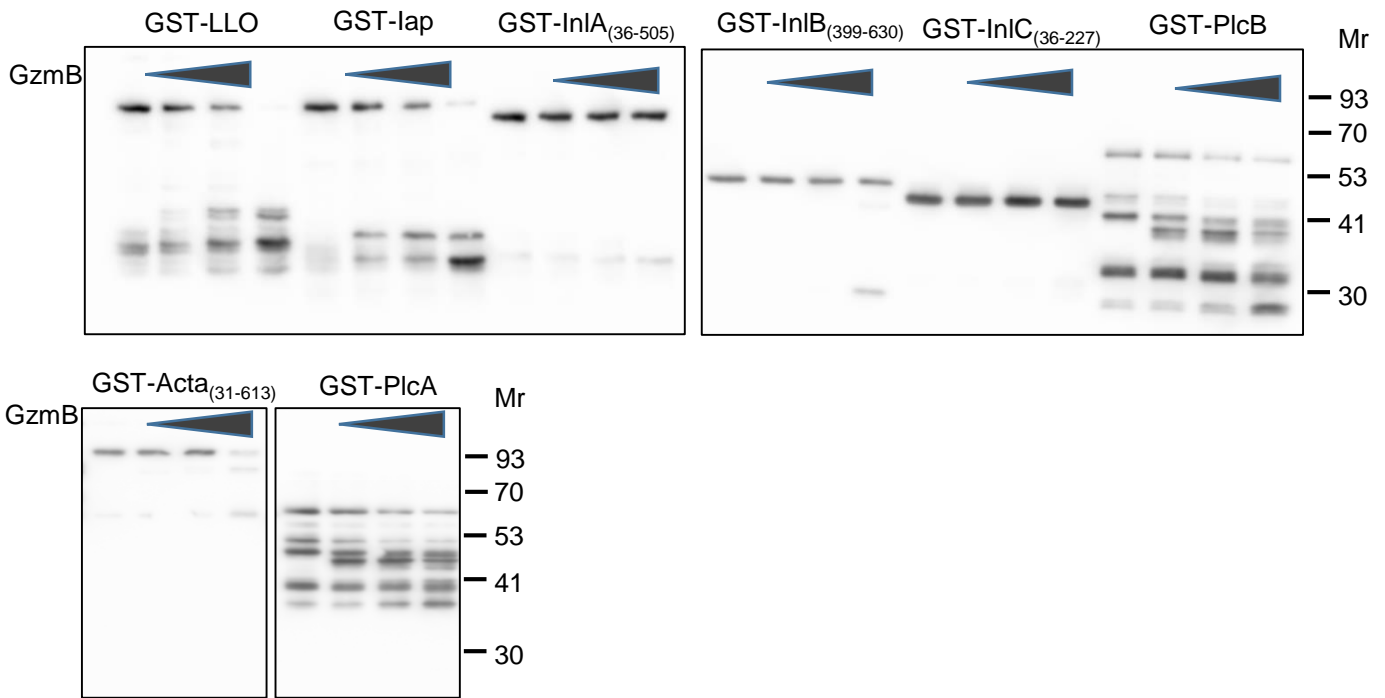 GST-LLO GST-Iap GST-InlA(36-505) GST-InlB(399-630) GST-InlC(36-227) GST-PlcB Mr
GzmB
93
70
53
41
30
GST-Acta(31-613) GST-PlcA Mr
GzmB
93
70
53
41
30